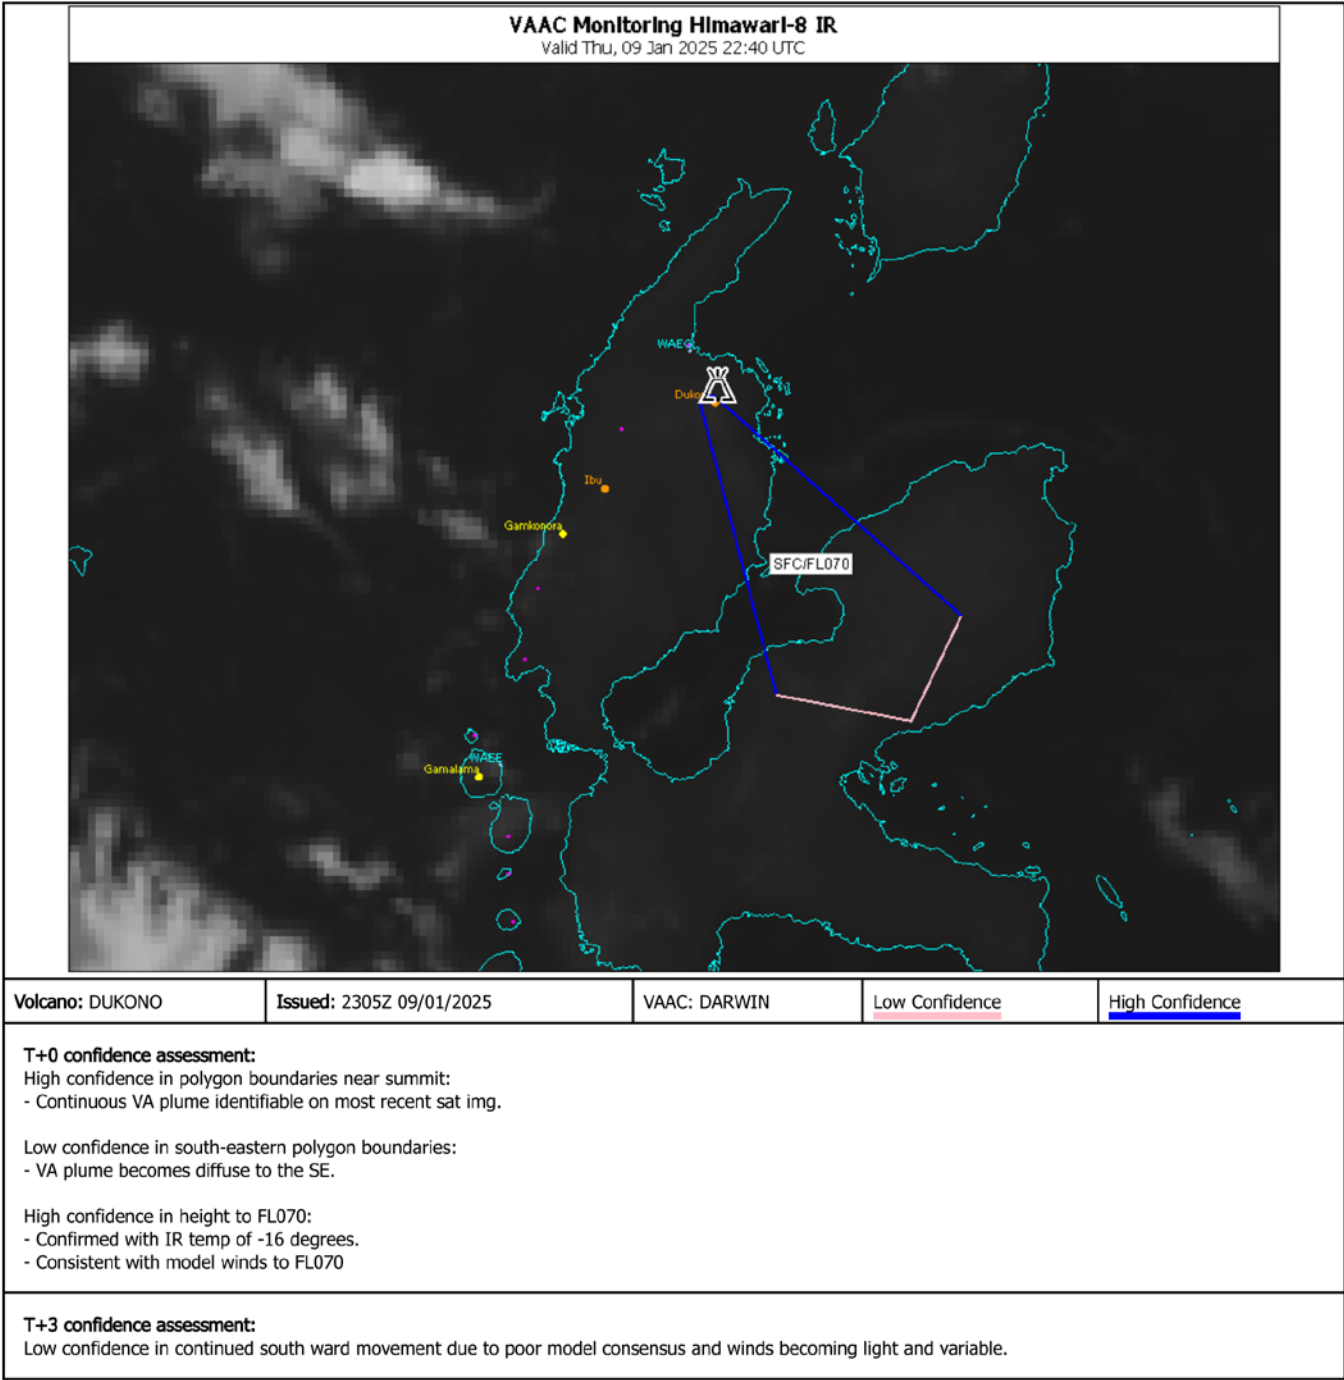 VAAC Monitoring Himawari-8 IR
Valid Thu, 09 Jan 2025 22:40 UTC
WAEG
Ibu
Gamkonora
SFC/FL070
WAEE
Gamalama
Volcano: DUKONO
Issued: 2305Z 09/01/2025
VAAC: DARWIN
Low Confidence
High Confidence
T+0 confidence assessment:
High confidence in polygon boundaries near summit:
- Continuous VA plume identifiable on most recent sat img.
Low confidence in south-eastern polygon boundaries:
- VA plume becomes diffuse to the SE.
High confidence in height to FL070:
- Confirmed with IR temp of -16 degrees.
- Consistent with model winds to FL070
T+3 confidence assessment:
Low confidence in continued south ward movement due to poor model consensus and winds becoming light and variable.